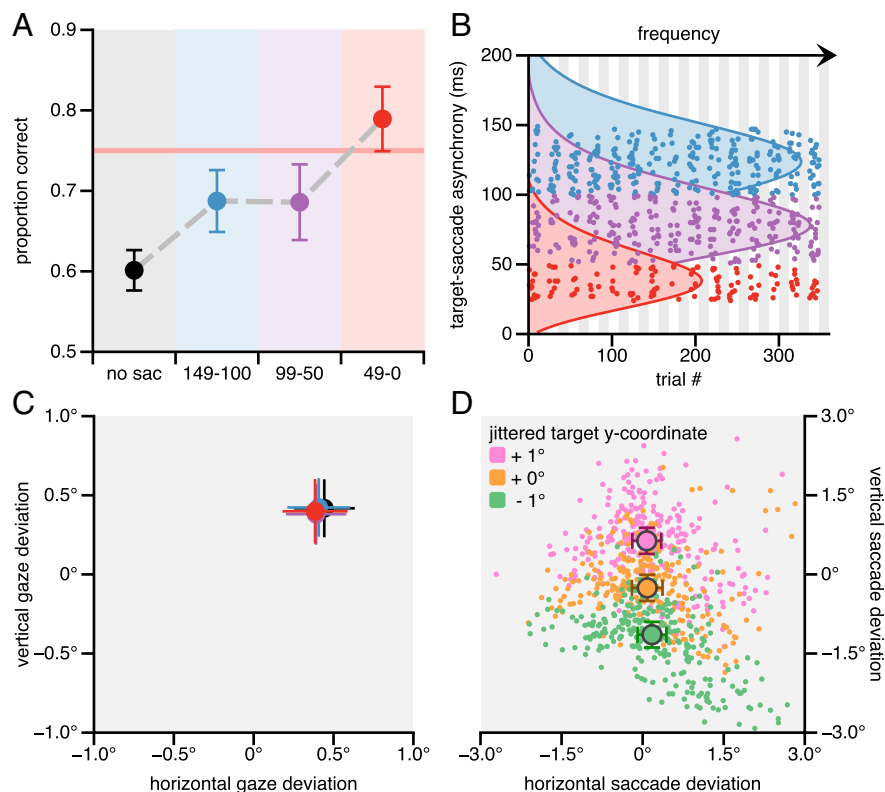 A
0.9
0.8
0.7
0.6
0.5
proportion correct
no sac 149-100 99-50 49-0
B
frequency
200
150
100
50
0
target-saccade asynchrony (ms)
0 100 200 300
trial #
C
1.0°
0.5°
0°
−0.5°
−1.0°
vertical gaze deviation
−1.0° −0.5° 0° 0.5° 1.0°
horizontal gaze deviation
D
jittered target y-coordinate
+ 1°
+ 0°
- 1°
3.0°
1.5°
0°
−1.5°
−3.0°
vertical saccade deviation
−3.0° −1.5° 0° 1.5° 3.0°
horizontal saccade deviation